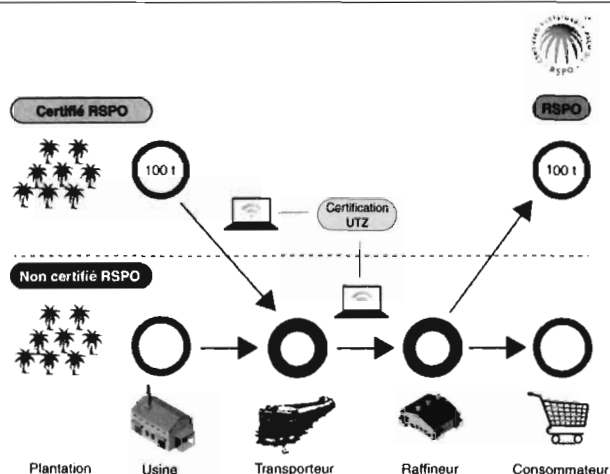 RSPO
Certifié RSPO
RSPO
100 t
100 t
Certification
UTZ
Non certifié RSPO
Plantation
Usine
Transporteur
Raffineur
Consommateur